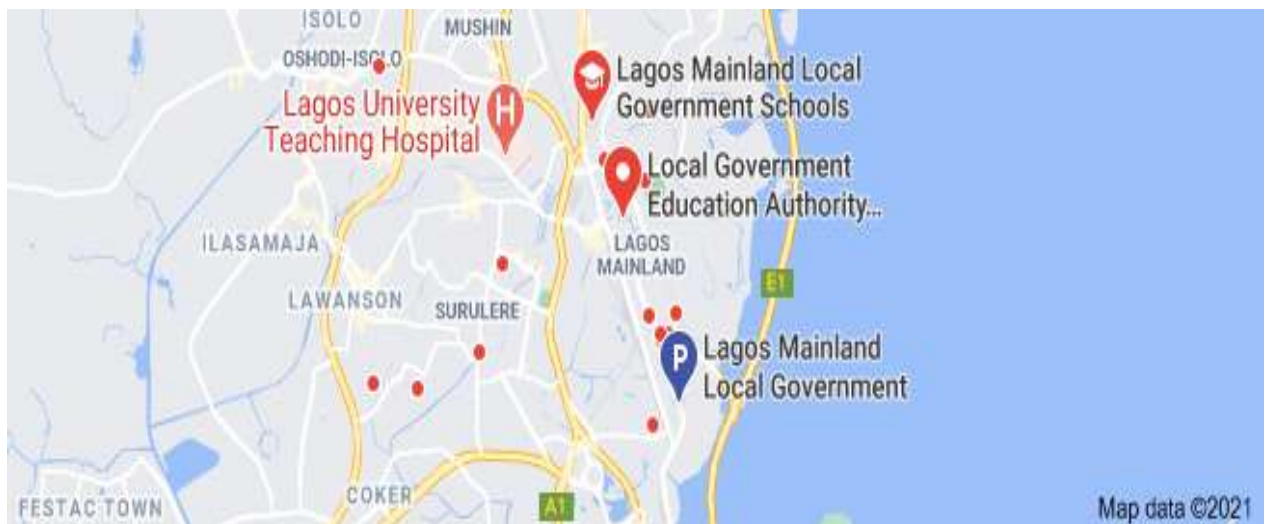 ISOLO
MUSHIN
OSHODI-ISOLO
Lagos Mainland Local
Government Schools
Lagos University
Teaching Hospital
H
Local Government
Education Authority...
ILASAMAJA
LAGOS
MAINLAND
E1
LAWANSON
SURULERE
P
Lagos Mainland
Local Government
COKER
A1
FESTAC TOWN
Map data ©2021